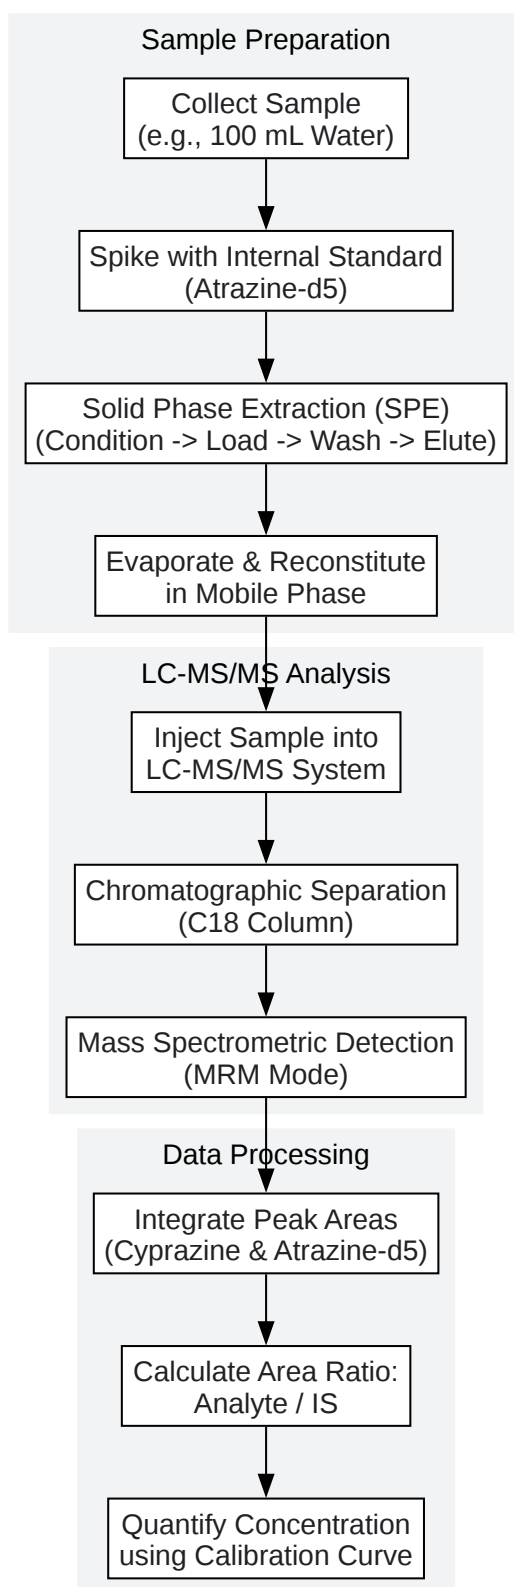 Sample Preparation
Collect Sample
(e.g., 100 mL Water)
Spike with Internal Standard
(Atrazine-d5)
Solid Phase Extraction (SPE)
(Condition -> Load -> Wash -> Elute)
Evaporate & Reconstitute
in Mobile Phase
LC-MS/MS Analysis
Inject Sample into
LC-MS/MS System
Chromatographic Separation
(C18 Column)
Mass Spectrometric Detection
(MRM Mode)
Data Processing
Integrate Peak Areas
(Cyprazine & Atrazine-d5)
Calculate Area Ratio:
Analyte / IS
Quantify Concentration
using Calibration Curve